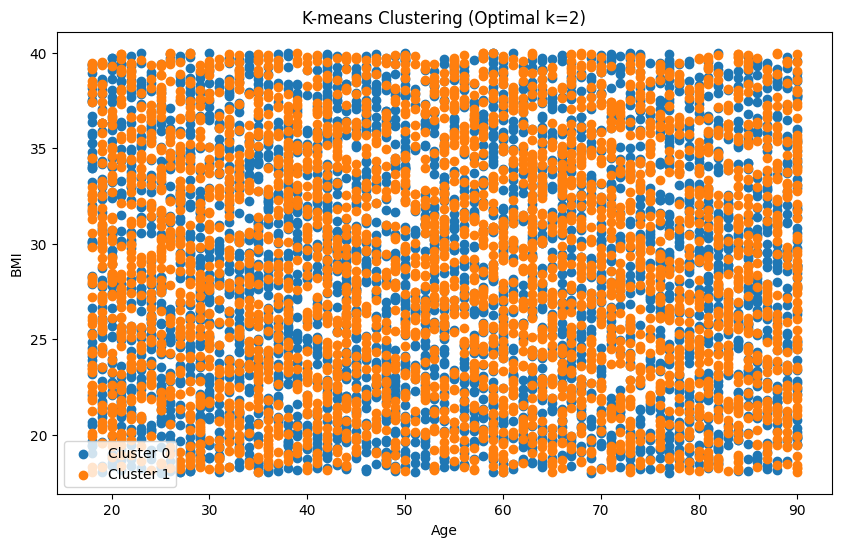 K-means Clustering (Optimal k=2)
40
35
30
25
20
BMI
Cluster 0
Cluster 1
20 30 40 50 60 70 80 90
Age